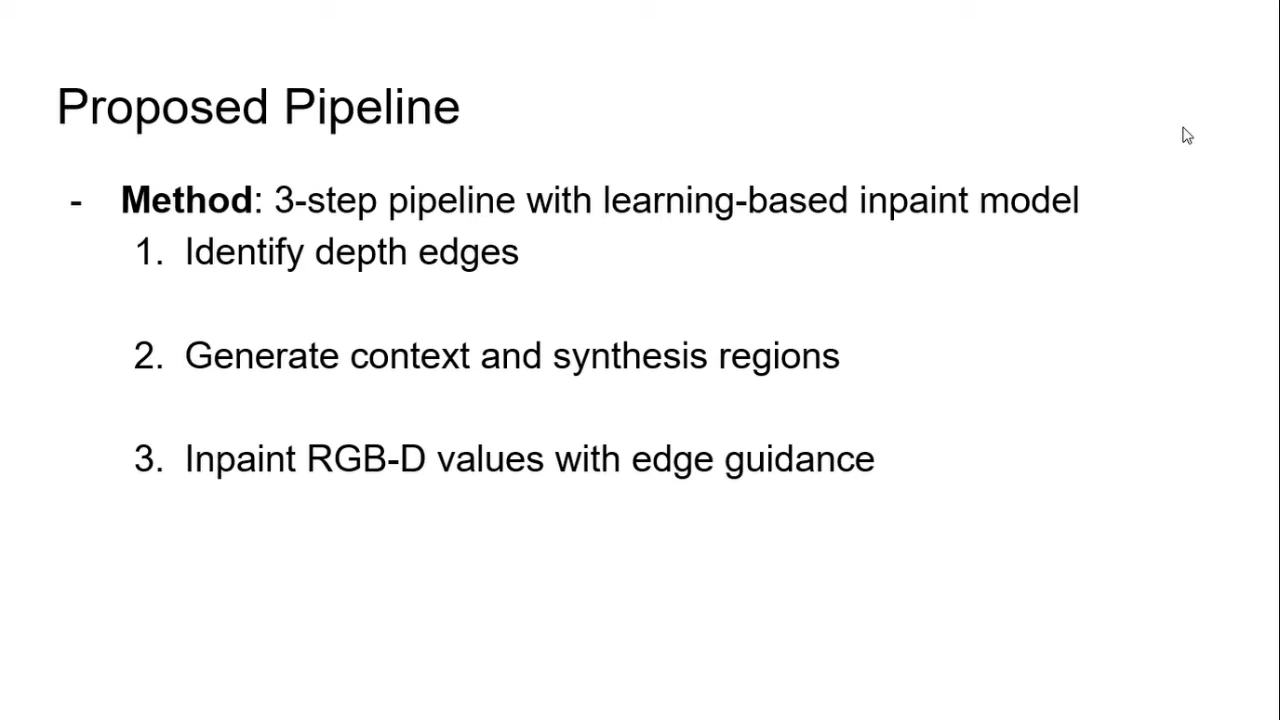 Proposed Pipeline
- Method: 3-step pipeline with learning-based inpaint model
1. Identify depth edges
2. Generate context and synthesis regions
3. Inpaint RGB-D values with edge guidance